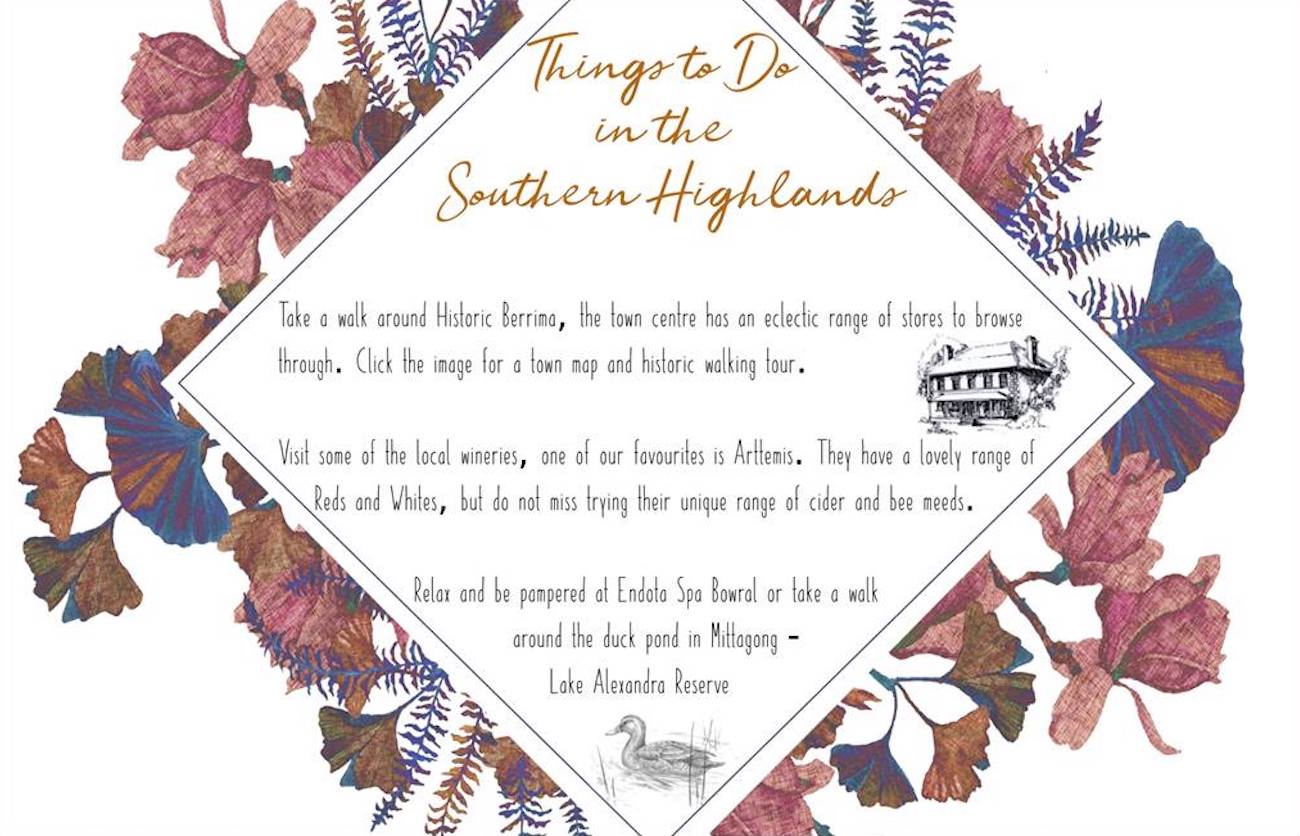 Things to Do
in the
Southern Highlands
Take a walk around Historic Berrima, the town centre has an eclectic range of stores to browse
through. Click the image for a town map and historic walking tour.
Visit some of the local wineries, one of our favourites is Arttemis. They have a lovely range of
Reds and Whites, but do not miss trying their unique range of cider and bee meeds.
Relax and be pampered at Endota Spa Bowral or take a walk
around the duck pond in Mittagong -
Lake Alexandra Reserve